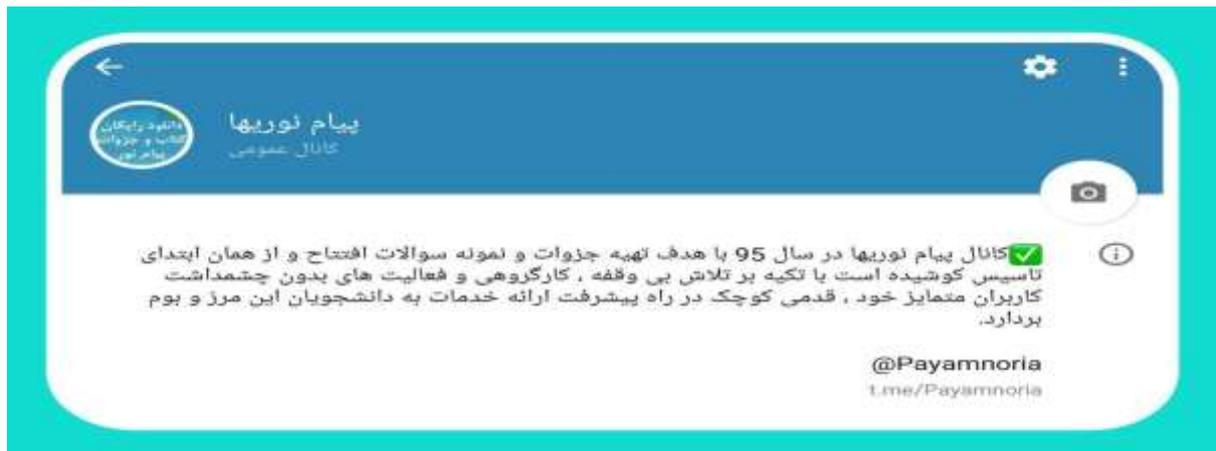 پیام نوریها
کانال عمومی
دانلود رایگان
کتاب و جزوات
پیام نور
✅کانال پیام نوریها در سال 95 با هدف تهیه جزوات و نمونه سوالات افتتاح و از همان ابتدای
تاسیس کوشیده است با تکیه بر تلاش بی وقفه ، کارگروهی و فعالیت های بدون چشمداشت
کاربران متمایز خود ، قدمی کوچک در راه پیشرفت ارائه خدمات به دانشجویان این مرز و بوم
بردارد.
@Payamnoria
t.me/Payamnoria